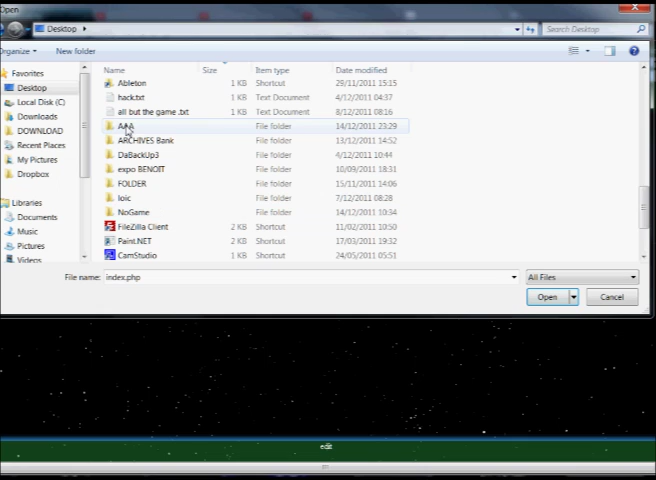 Open
Desktop
Search Desktop
Organize
New folder
Name Size Item type Date modified
Favorites
Desktop
Local Disk (C:)
Downloads
DOWNLOAD
Recent Places
My Pictures
Dropbox
Libraries
Documents
Music
Pictures
Videos
Ableton 1 KB Shortcut 29/11/2011 15:15
hack.txt 1 KB Text Document 4/12/2011 04:37
all but the game .txt 1 KB Text Document 8/12/2011 08:16
AAA File folder 14/12/2011 23:29
ARCHIVES Bank File folder 13/12/2011 14:52
DaBackUp3 File folder 4/12/2011 10:44
expo BENOIT File folder 10/09/2011 18:31
FOLDER File folder 15/11/2011 14:06
loic File folder 7/12/2011 08:28
NoGame File folder 14/12/2011 10:34
FileZilla Client 2 KB Shortcut 11/02/2011 10:50
Paint.NET 2 KB Shortcut 17/03/2011 19:32
CamStudio 1 KB Shortcut 24/05/2011 05:51
File name: index.php
All Files
Open
Cancel
edit